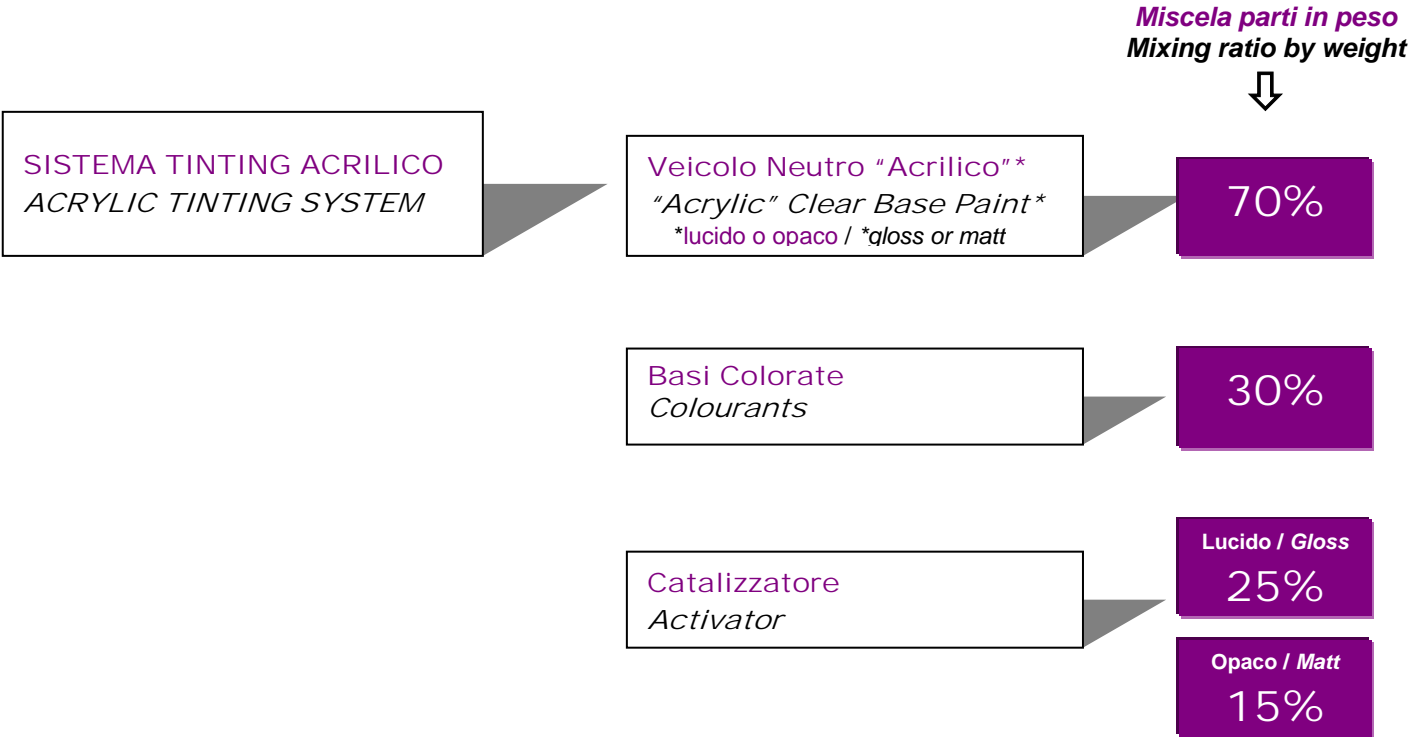 Miscela parti in peso
Mixing ratio by weight
SISTEMA TINTING ACRILICO
ACRYLIC TINTING SYSTEM
Veicolo Neutro “Acrilico”*
“Acrylic” Clear Base Paint*
*lucido o opaco / *gloss or matt
70%
Basi Colorate
Colourants
30%
Catalizzatore
Activator
Lucido / Gloss
25%
Opaco / Matt
15%